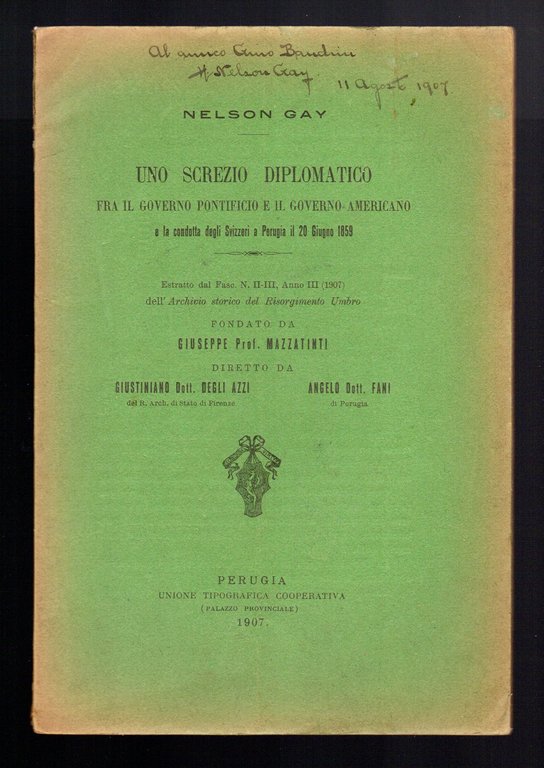 Al amico Gino Bandini
H Nelson Gay
11 Agosto 1907
NELSON GAY
UNO SCREZIO DIPLOMATICO
FRA IL GOVERNO PONTIFICIO E IL GOVERNO AMERICANO
e la condotta degli Svizzeri a Perugia il 20 Giugno 1859
Estratto dal Fasc. N. II-III, Anno III (1907)
dell'Archivio storico del Risorgimento Umbro
FONDATO DA
GIUSEPPE Prof. MAZZATINTI
DIRETTO DA
GIUSTINIANO Dott. DEGLI AZZI
del R. Arch. di Stato di Firenze
ANGELO Dott. FANI
di Perugia
PERUGIA
UNIONE TIPOGRAFICA COOPERATIVA
(PALAZZO PROVINCIALE)
1907.